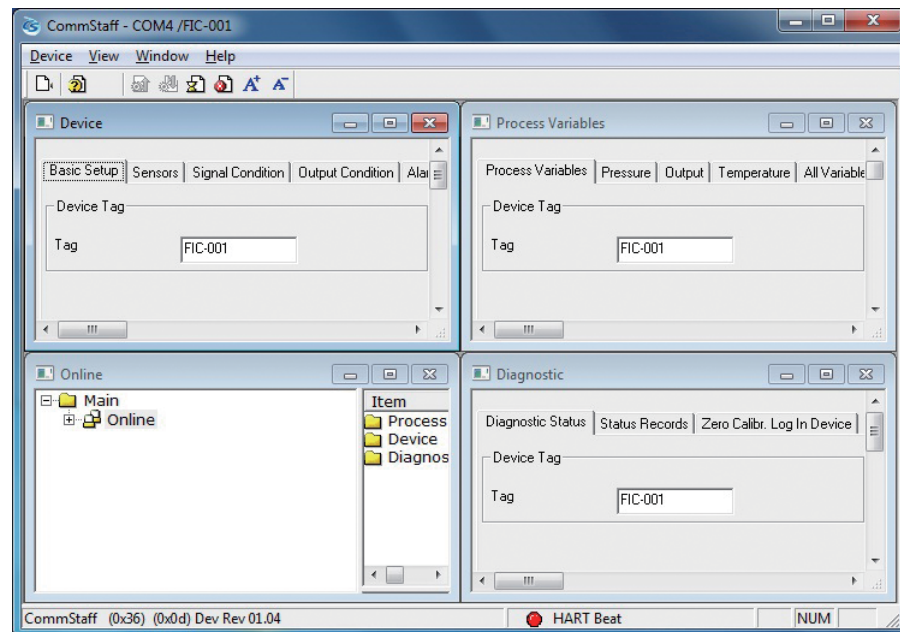 CommStaff - COM4 /FIC-001
Device View Window Help
Device
Basic Setup Sensors Signal Condition Output Condition Alar
Device Tag
Tag FIC-001
Process Variables
Process Variables Pressure Output Temperature All Variable
Device Tag
Tag FIC-001
Online
Main
Online
Item
Process
Device
Diagnos
Diagnostic
Diagnostic Status Status Records Zero Calibr. Log In Device
Device Tag
Tag FIC-001
CommStaff (0x36) (0x0d) Dev Rev 01.04 HART Beat NUM